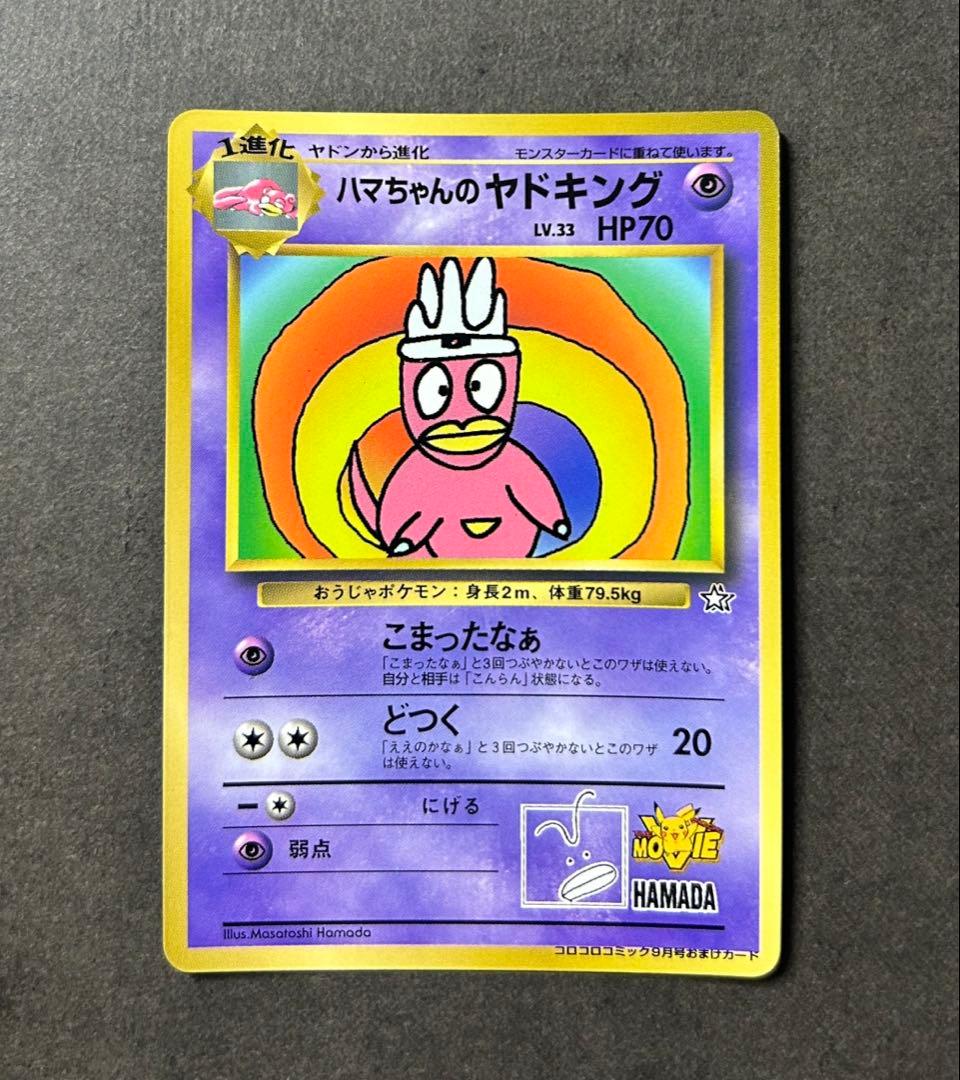 1進化 ヤドンから進化 モンスターカードに重ねて使います。
ハマちゃんの ヤドキング
LV.33 HP70
おうじゃポケモン：身長2m、体重79.5kg
こまったなぁ
「こまったなぁ」と3回つぶやかないとこのワザは使えない。
自分と相手は「こんらん」状態になる。
どつく
「ええのかなぁ」と3回つぶやかないとこのワザ
は使えない。
20
ー にげる
弱点
MOVIE
HAMADA
Illus.Masatoshi Hamada
コロコロコミック9月号おまけカード